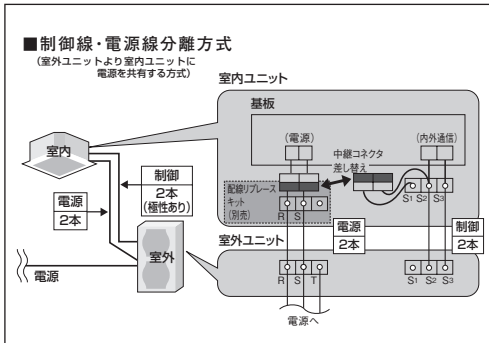 ■制御線・電源線分離方式
(室外ユニットより室内ユニットに
電源を共有する方式)
室内
制御
2本
(極性あり)
電源
2本
室外
電源
室内ユニット
基板
(電源)
中継コネクタ
差し替え
(内外通信)
配線リプレース
キット
(別売)
R S
S1 S2 S3
電源
2本
制御
2本
室外ユニット
R S T
S1 S2 S3
電源へ